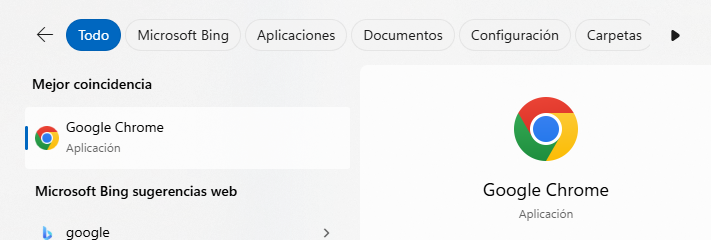 Todo Microsoft Bing Aplicaciones Documentos Configuración Carpetas
Mejor coincidencia
Google Chrome
Aplicación
Microsoft Bing sugerencias web
google
Google Chrome
Aplicación